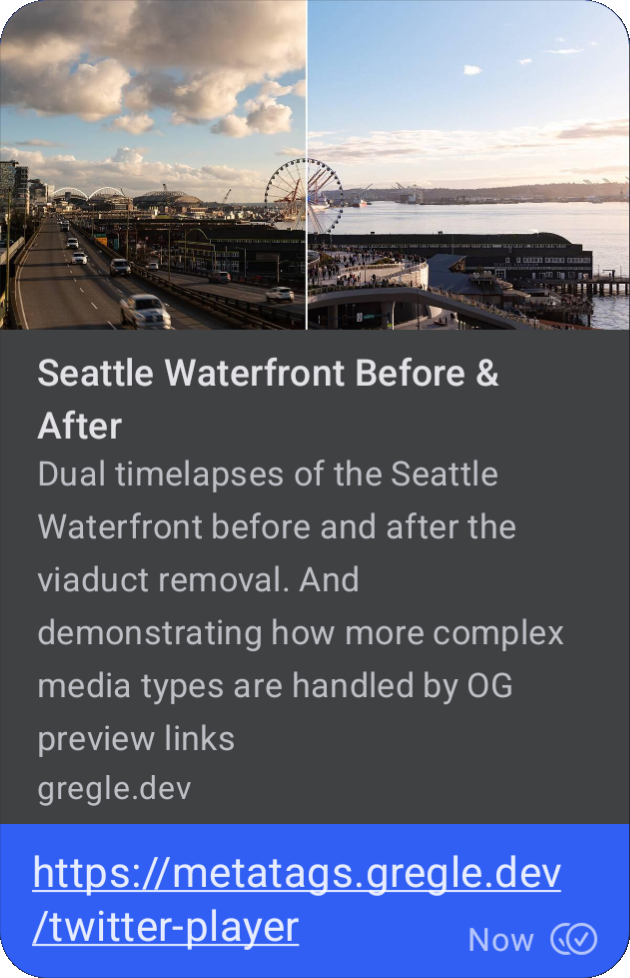 Seattle Waterfront Before &
After
Dual timelapses of the Seattle
Waterfront before and after the
viaduct removal. And
demonstrating how more complex
media types are handled by OG
preview links
gregle.dev
https://metatags.gregle.dev
/twitter-player
Now